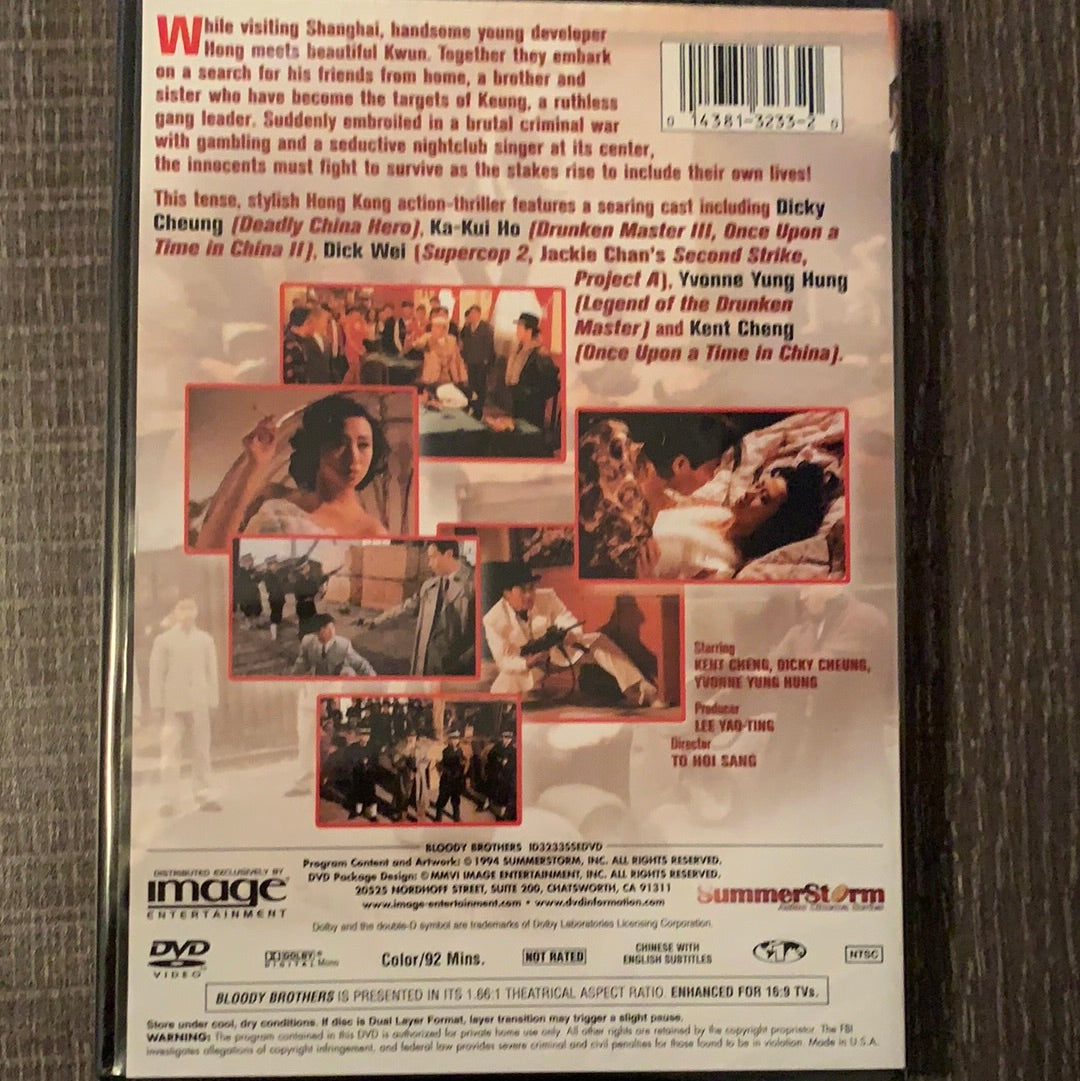 While visiting Shanghai, handsome young developer
Hong meets beautiful Kwun. Together they embark
on a search for his friends from home, a brother and
sister who have become the targets of Keung, a ruthless
gang leader. Suddenly embroiled in a brutal criminal war
with gambling and a seductive nightclub singer at its center,
the innocents must fight to survive as the stakes rise to include their own lives!
0 14381-3233-2 0
This tense, stylish Hong Kong action-thriller features a searing cast including Dicky
Cheung (Deadly China Hero), Ka-Kui Ho (Drunken Master III, Once Upon a
Time in China II), Dick Wei (Supercop 2, Jackie Chan's Second Strike,
Project A), Yvonne Yung Hung
(Legend of the Drunken
Master) and Kent Cheng
(Once Upon a Time in China).
Starring
KENT CHENG, DICKY CHEUNG,
YVONNE YUNG HUNG
Producer
LEE YAO-TING
Director
TO HOI SANG
BLOODY BROTHERS ID3233SSEDVD
Program Content and Artwork: © 1994 SUMMERSTORM, INC. ALL RIGHTS RESERVED.
DVD Package Design: © MMVI IMAGE ENTERTAINMENT, INC. ALL RIGHTS RESERVED.
20525 NORDHOFF STREET, SUITE 200, CHATSWORTH, CA 91311
www.image-entertainment.com • www.dvdinformation.com
DISTRIBUTED EXCLUSIVELY BY
image
ENTERTAINMENT
SummerStorm
Dolby and the double-D symbol are trademarks of Dolby Laboratories Licensing Corporation.
DVD
VIDEO
DOLBY
DIGITAL Mono
Color/92 Mins.
NOT RATED
CHINESE WITH
ENGLISH SUBTITLES
1
NTSC
BLOODY BROTHERS IS PRESENTED IN ITS 1.66:1 THEATRICAL ASPECT RATIO. ENHANCED FOR 16:9 TVs.
Store under cool, dry conditions. If disc is Dual Layer Format, layer transition may trigger a slight pause.
WARNING: The program contained in this DVD is authorized for private home use only. All other rights are retained by the copyright proprietor. The FBI
investigates allegations of copyright infringement, and federal law provides severe criminal and civil penalties for those found to be in violation. Made in U.S.A.